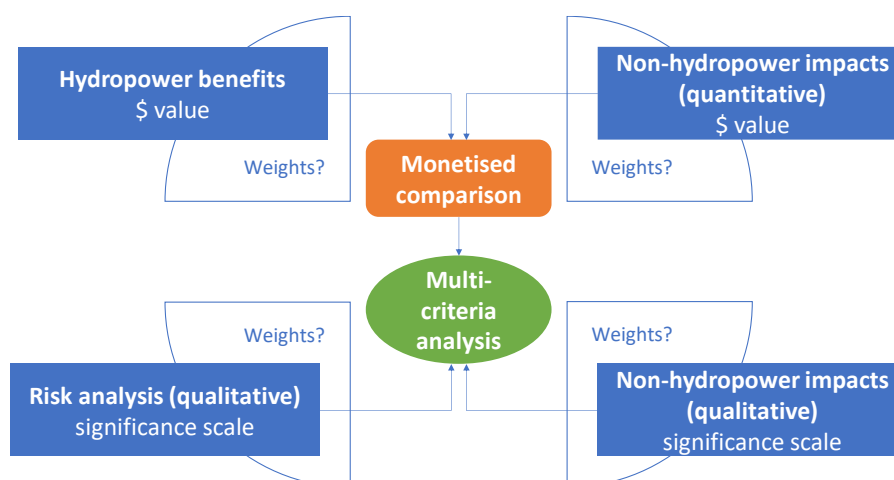 Hydropower benefits
$ value
Non-hydropower impacts
(quantitative)
$ value
Weights?
Monetised
comparison
Weights?
Multi-
criteria
analysis
Weights?
Weights?
Risk analysis (qualitative)
significance scale
Non-hydropower impacts
(qualitative)
significance scale